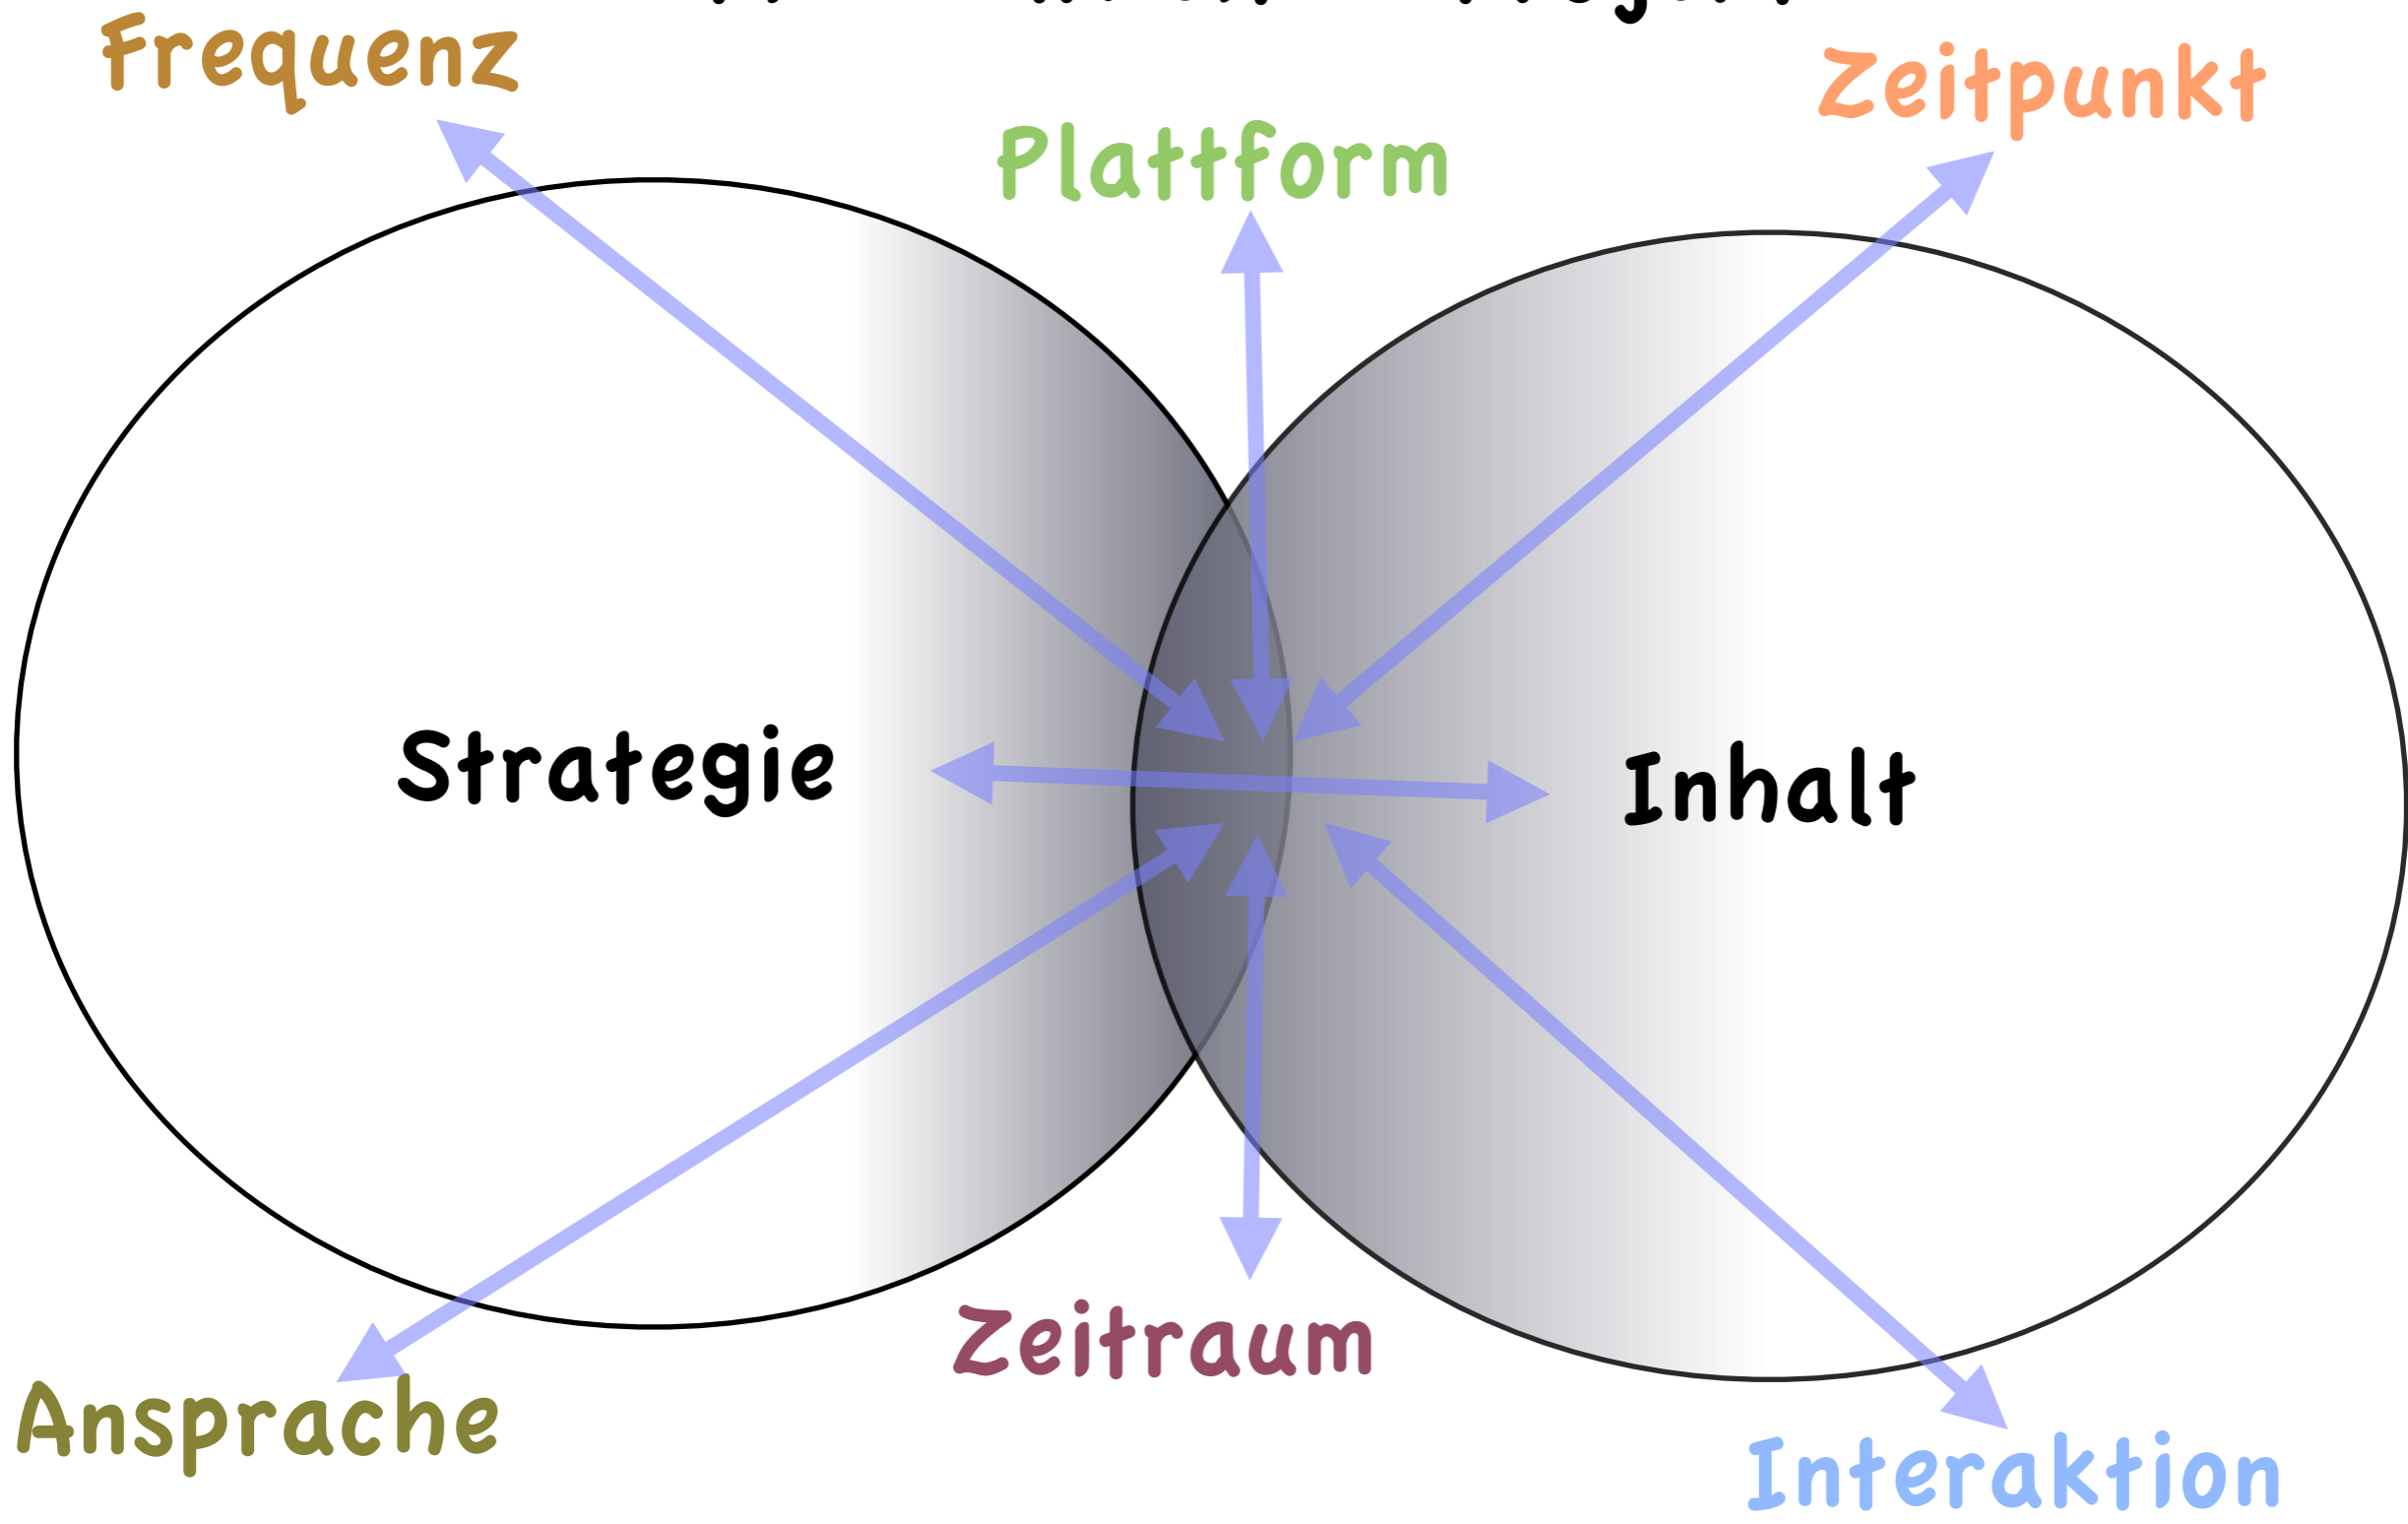 Frequenz
Zeitpunkt
Plattform
Strategie
Inhalt
Zeitraum
Ansprache
Interaktion